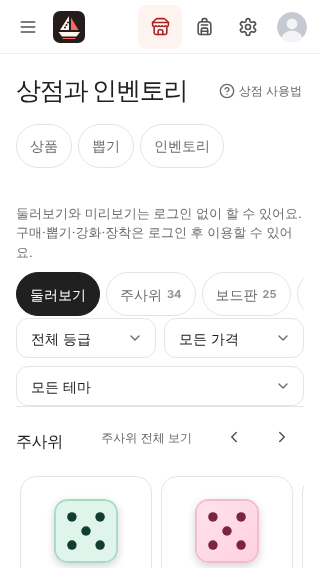 상점과 인벤토리
상점 사용법
상품
뽑기
인벤토리
둘러보기와 미리보기는 로그인 없이 할 수 있어요.
구매·뽑기·강화·장착은 로그인 후 이용할 수 있어
요.
둘러보기
주사위 34
보드판 25
전체 등급
모든 가격
모든 테마
주사위
주사위 전체 보기